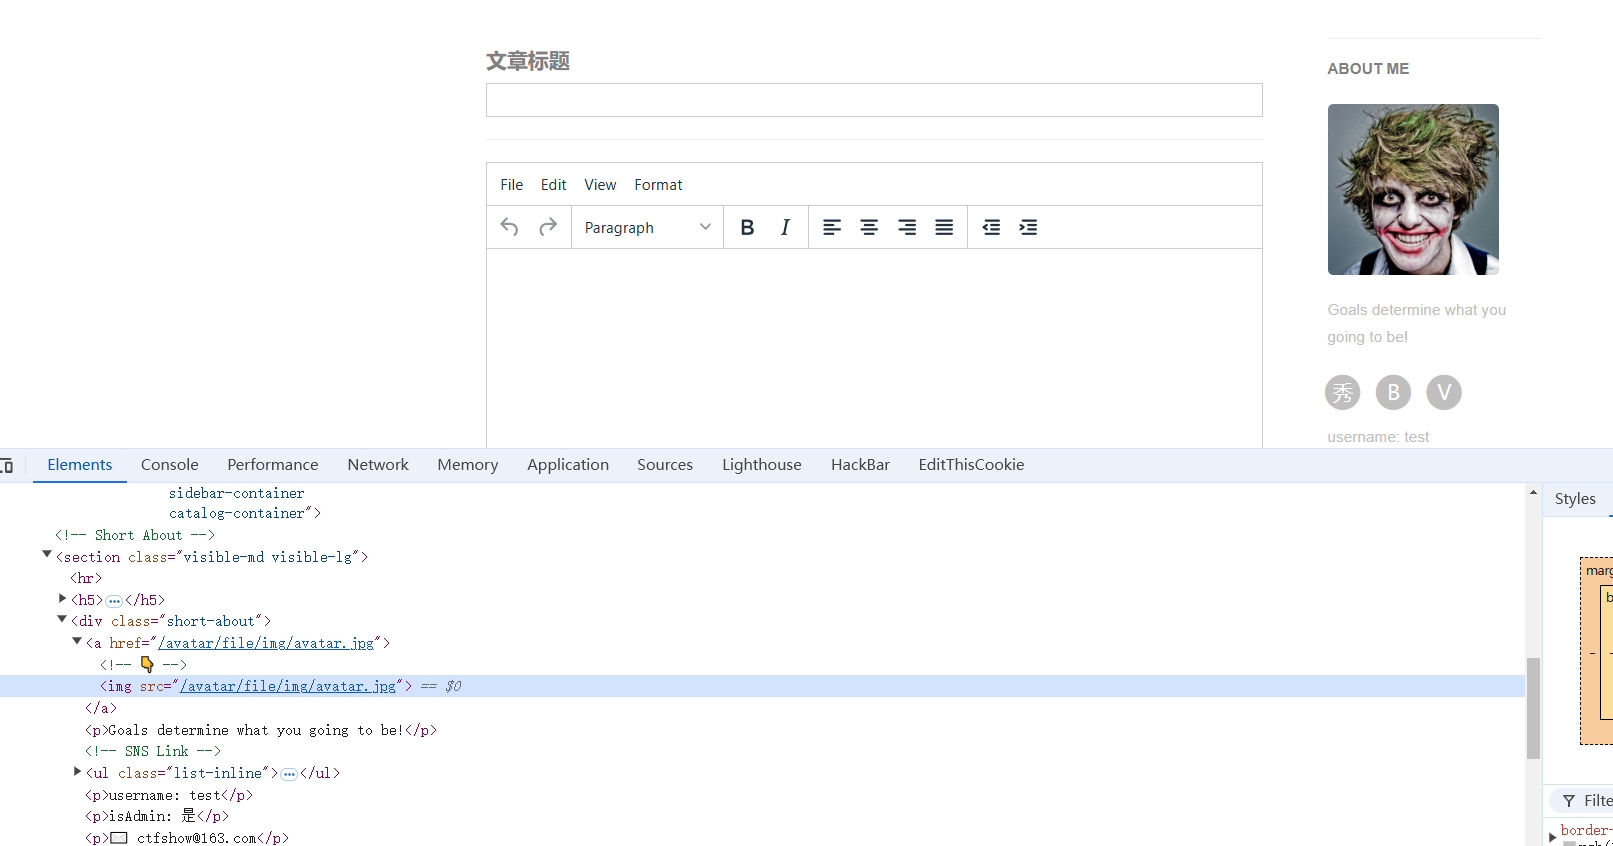 文章标题
File Edit View Format
Paragraph B I
ABOUT ME
Goals determine what you
going to be!
秀 B V
username: test
Elements Console Performance Network Memory Application Sources Lighthouse HackBar EditThisCookie
sidebar-container
catalog-container">
<!-- Short About -->
<section class="visible-md visible-lg">
<hr>
<h5>…</h5>
<div class="short-about">
<a href="/avatar/file/img/avatar.jpg">
<!-- 👇 -->
<img src="/avatar/file/img/avatar.jpg"> == $0
</a>
<p>Goals determine what you going to be!</p>
<!-- SNS Link -->
<ul class="list-inline">…</ul>
<p>username: test</p>
<p>isAdmin: 是</p>
<p>✉️ ctfshow@163.com</p>
Styles
marg
b
-
Filte
border-